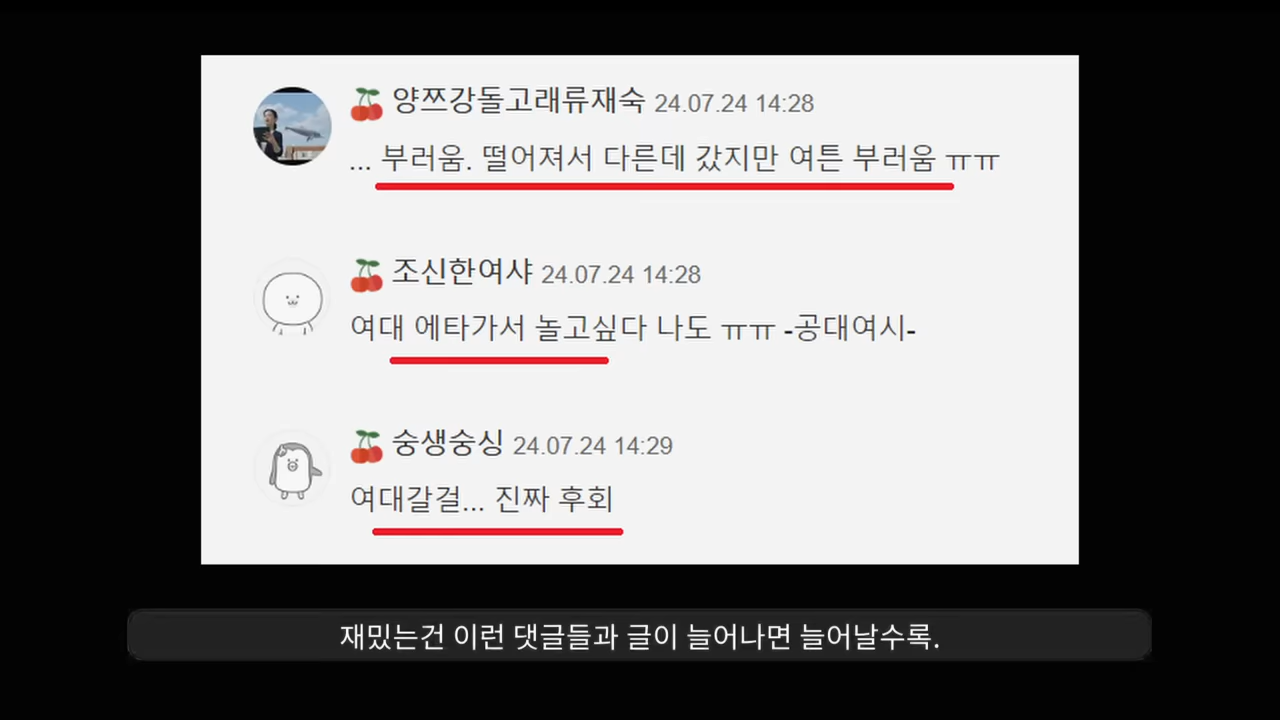 양쯔강돌고래류재숙 24.07.24 14:28
... 부러움. 떨어져서 다른데 갔지만 여튼 부러움 ㅠㅠ
조신한여샤 24.07.24 14:28
여대 에타가서 놀고싶다 나도 ㅠㅠ -공대여시-
숭생숭싱 24.07.24 14:29
여대갈걸... 진짜 후회
재밌는건 이런 댓글들과 글이 늘어나면 늘어날수록.